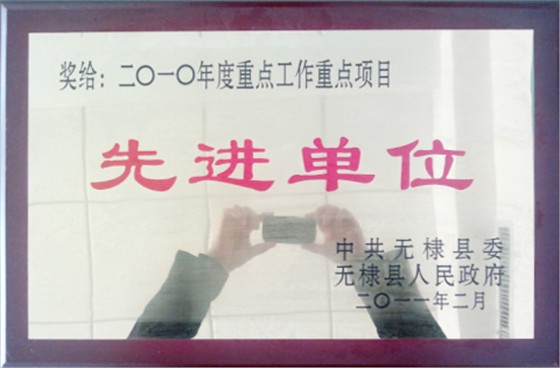 奖给：二〇一〇年度重点工作重点项目
先进单位
中共无棣县委
无棣县人民政府
二〇一一年二月